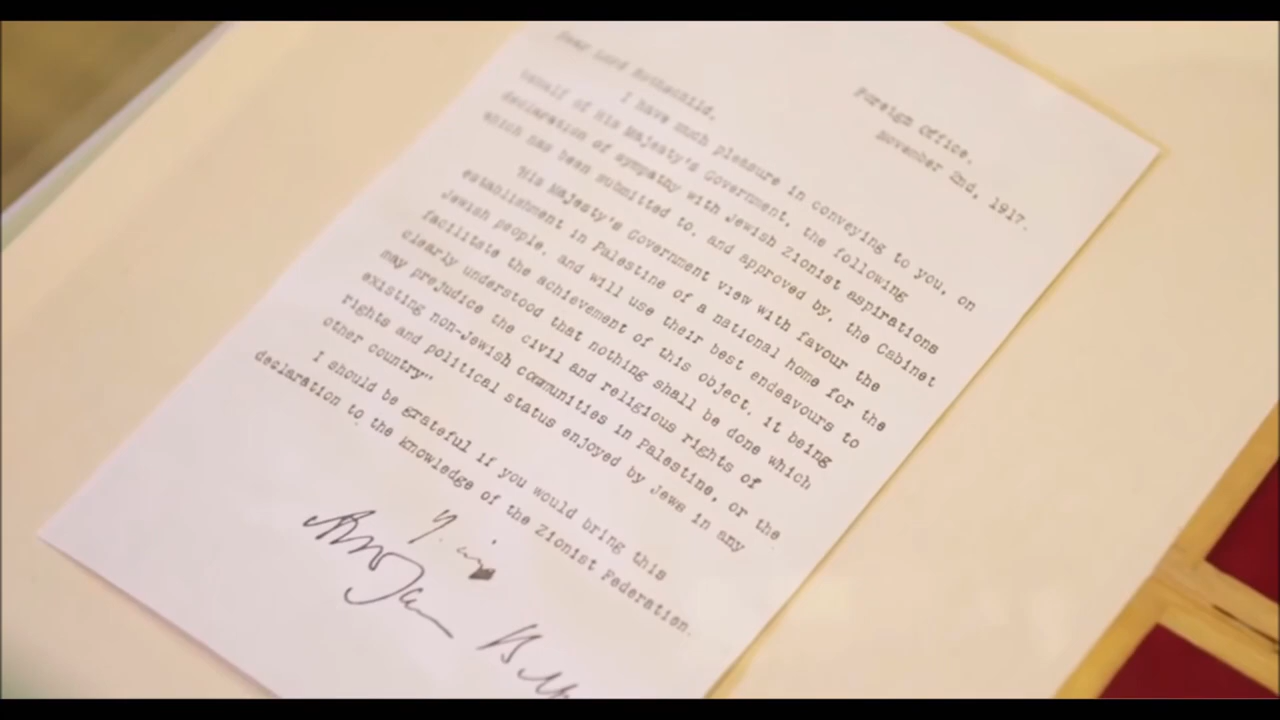 Foreign Office,
November 2nd, 1917.
Dear Lord Rothschild,
I have much pleasure in conveying to you, on
behalf of His Majesty's Government, the following
declaration of sympathy with Jewish Zionist aspirations
which has been submitted to, and approved by, the Cabinet
'His Majesty's Government view with favour the
establishment in Palestine of a national home for the
Jewish people, and will use their best endeavours to
facilitate the achievement of this object, it being
clearly understood that nothing shall be done which
may prejudice the civil and religious rights of
existing non-Jewish communities in Palestine, or the
rights and political status enjoyed by Jews in any
other country"
I should be grateful if you would bring this
declaration to the knowledge of the Zionist Federation.